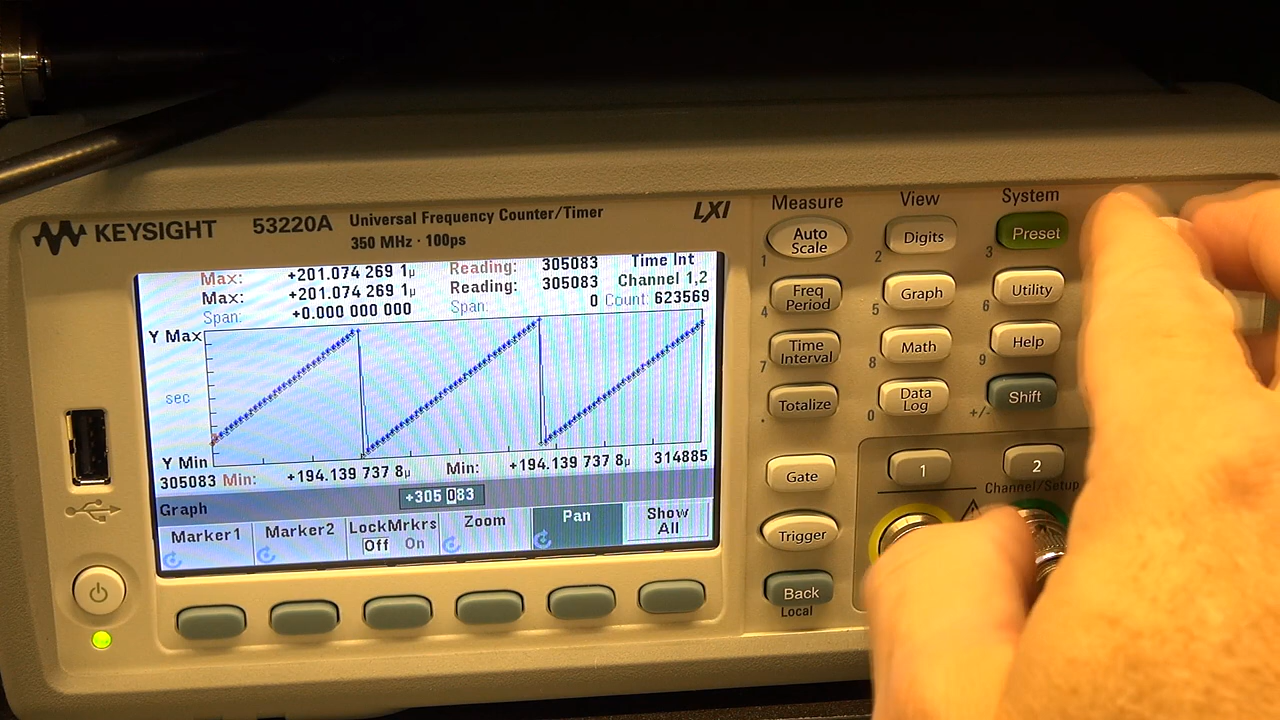 KEYSIGHT 53220A Universal Frequency Counter/Timer LXI
350 MHz · 100ps
Max: +201.074 269 1µ Reading: 305083 Time Int
Max: +201.074 269 1µ Reading: 305083 Channel 1,2
Span: +0.000 000 000 Span: 0 Count: 623569
Y Max
sec
Y Min
305083 Min: +194.139 737 8µ Min: +194.139 737 8µ 314885
Graph +305 083
Marker1 Marker2 LockMrkrs Zoom Pan Show All
Off On
Measure View System
Auto Scale Digits Preset
1 2 3
Freq Period Graph Utility
4 5 6
Time Interval Math Help
7 8 9
Totalize Data Log Shift
. 0 +/-
Gate 1 2
Channel/Setup
Trigger
Back
Local